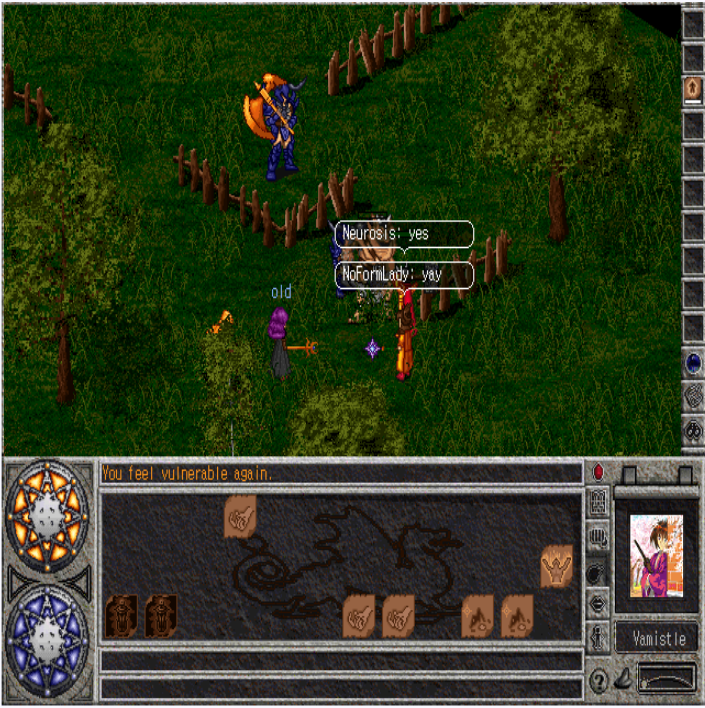 Neurosis: yes
NoFormLady: yay
old
You feel vulnerable again.
Vamistle
?